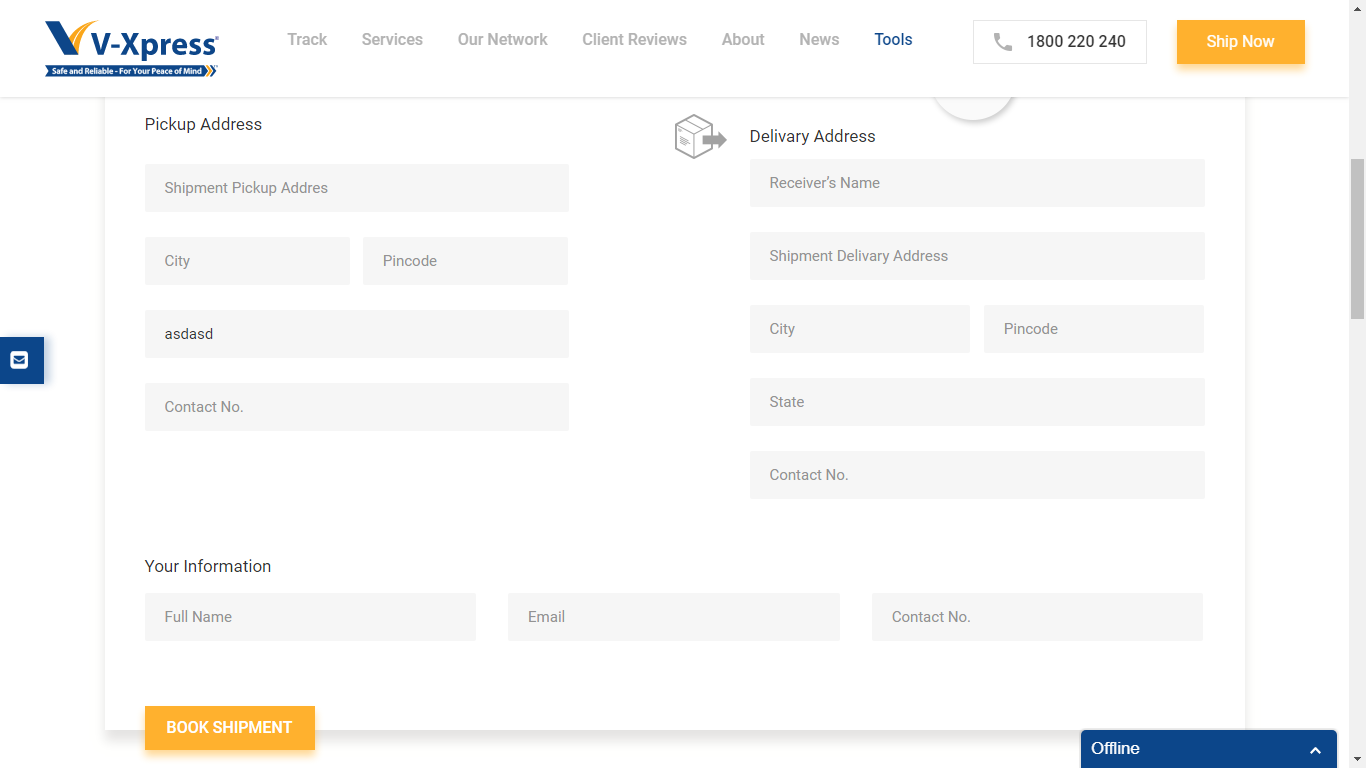 V-Xpress
Safe and Reliable - For Your Peace of Mind
Track Services Our Network Client Reviews About News Tools
1800 220 240
Ship Now
Pickup Address
Shipment Pickup Addres
City Pincode
asdasd
Contact No.
Delivary Address
Receiver’s Name
Shipment Delivary Address
City Pincode
State
Contact No.
Your Information
Full Name Email Contact No.
BOOK SHIPMENT
Offline